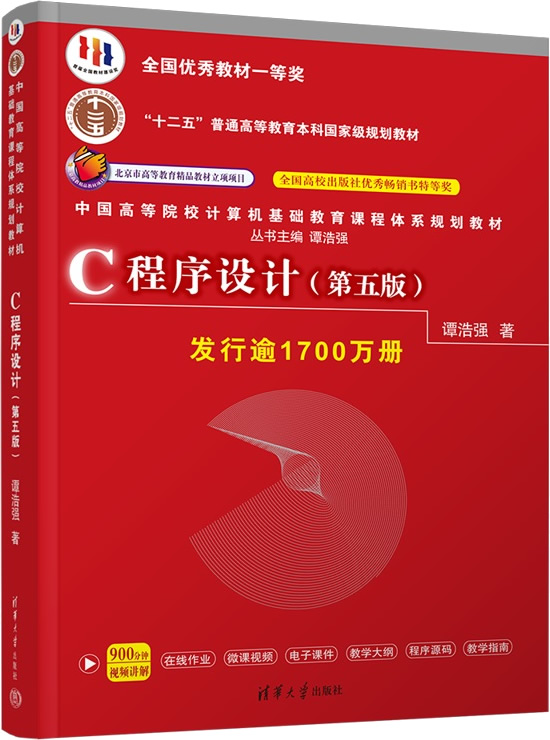 全国优秀教材一等奖
“十二五”普通高等教育本科国家级规划教材
北京市高等教育精品教材立项项目
全国高校出版社优秀畅销书特等奖
中国高等院校计算机基础教育课程体系规划教材
丛书主编 谭浩强
C程序设计（第五版）
谭浩强 著
发行逾1700万册
900分钟
视频讲解
在线作业
微课视频
电子课件
教学大纲
程序源码
教学指南
清华大学出版社
中国高等院校计算机
基础教育课程体系规划教材
C程序设计（第五版）
谭浩强 著
清华大学出版社